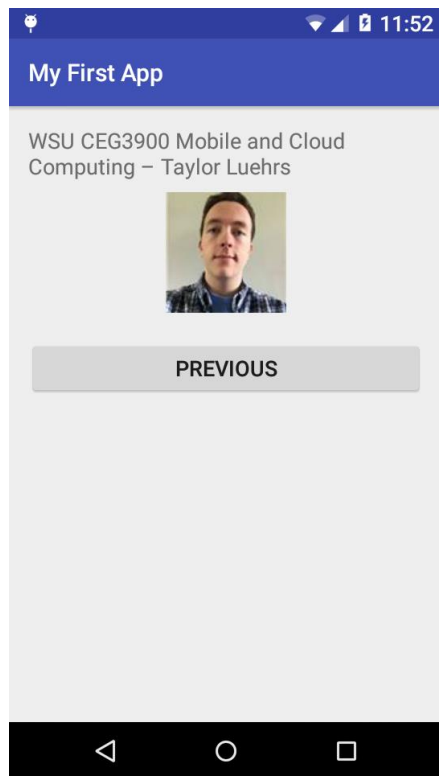 11:52
My First App
WSU CEG3900 Mobile and Cloud
Computing – Taylor Luehrs
PREVIOUS